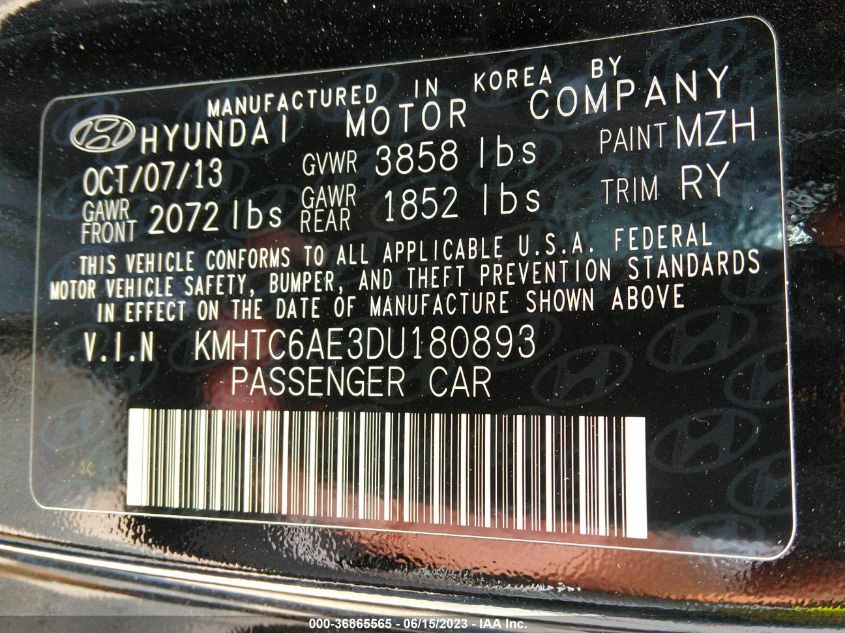 MANUFACTURED IN KOREA BY
HYUNDAI MOTOR COMPANY
OCT/07/13 GVWR 3858 lbs PAINT MZH
GAWR FRONT 2072 lbs GAWR REAR 1852 lbs TRIM RY
THIS VEHICLE CONFORMS TO ALL APPLICABLE U.S.A. FEDERAL
MOTOR VEHICLE SAFETY, BUMPER, AND THEFT PREVENTION STANDARDS
IN EFFECT ON THE DATE OF MANUFACTURE SHOWN ABOVE
V.I.N KMHTC6AE3DU180893
PASSENGER CAR
000-36865565 - 06/15/2023 - IAA Inc.